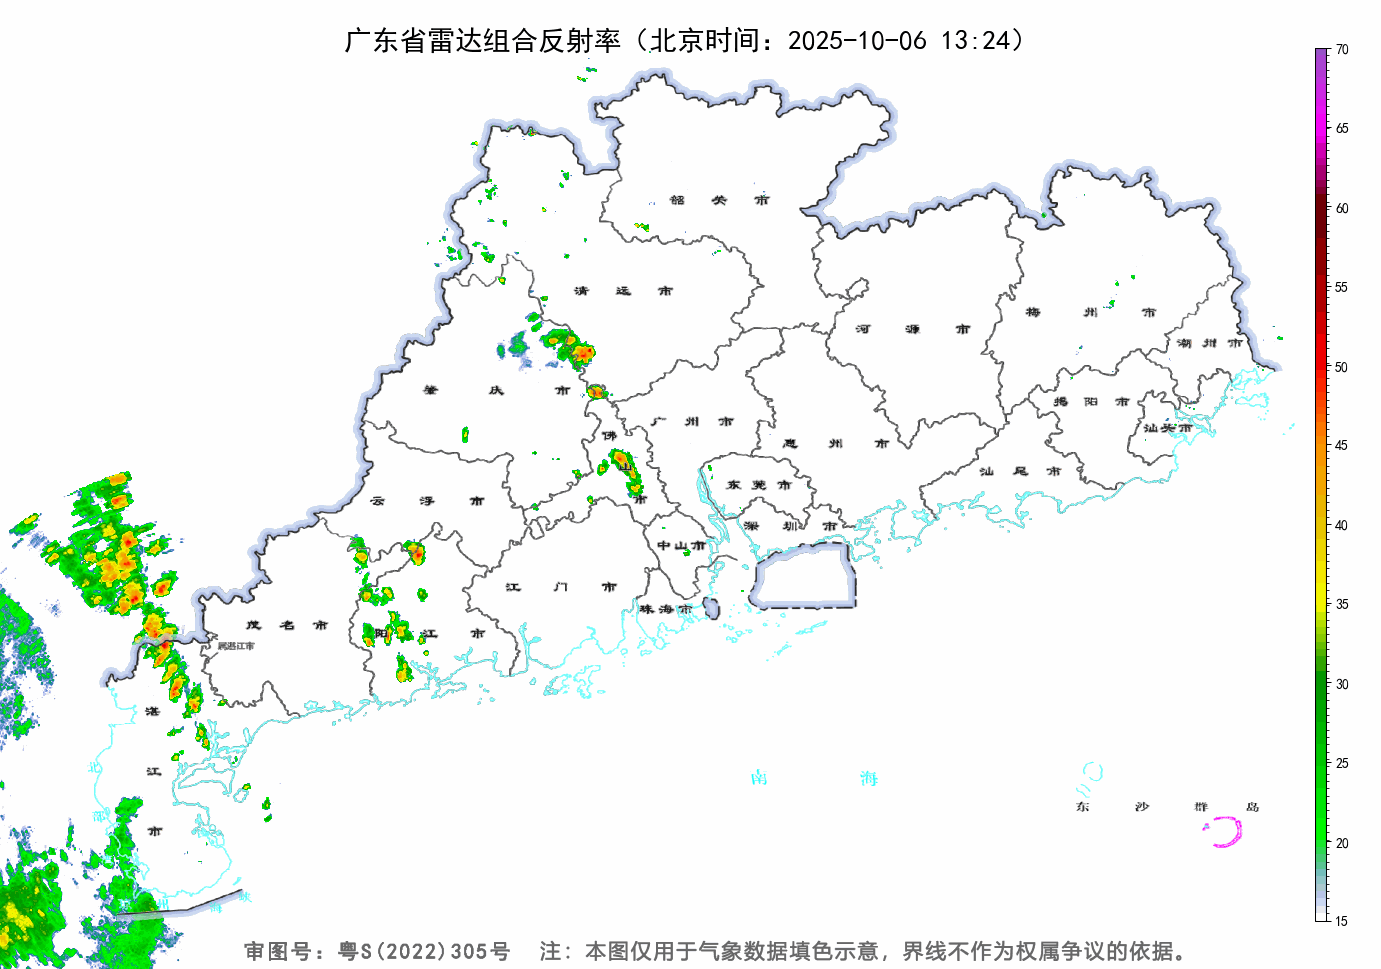 广东省雷达组合反射率（北京时间：2025-10-06 13:24）
70
65
60
55
50
45
40
35
30
25
20
15
韶关市
清远市
河源市
梅州市
潮州市
肇庆市
广州市
佛山市
惠州市
揭阳市
汕头市
汕尾市
东莞市
云浮市
深圳市
中山市
江门市
珠海市
茂名市
阳江市
属湛江市
湛江市
北部
南海
东沙群岛
州海峡
审图号：粤S(2022)305号 注：本图仅用于气象数据填色示意，界线不作为权属争议的依据。